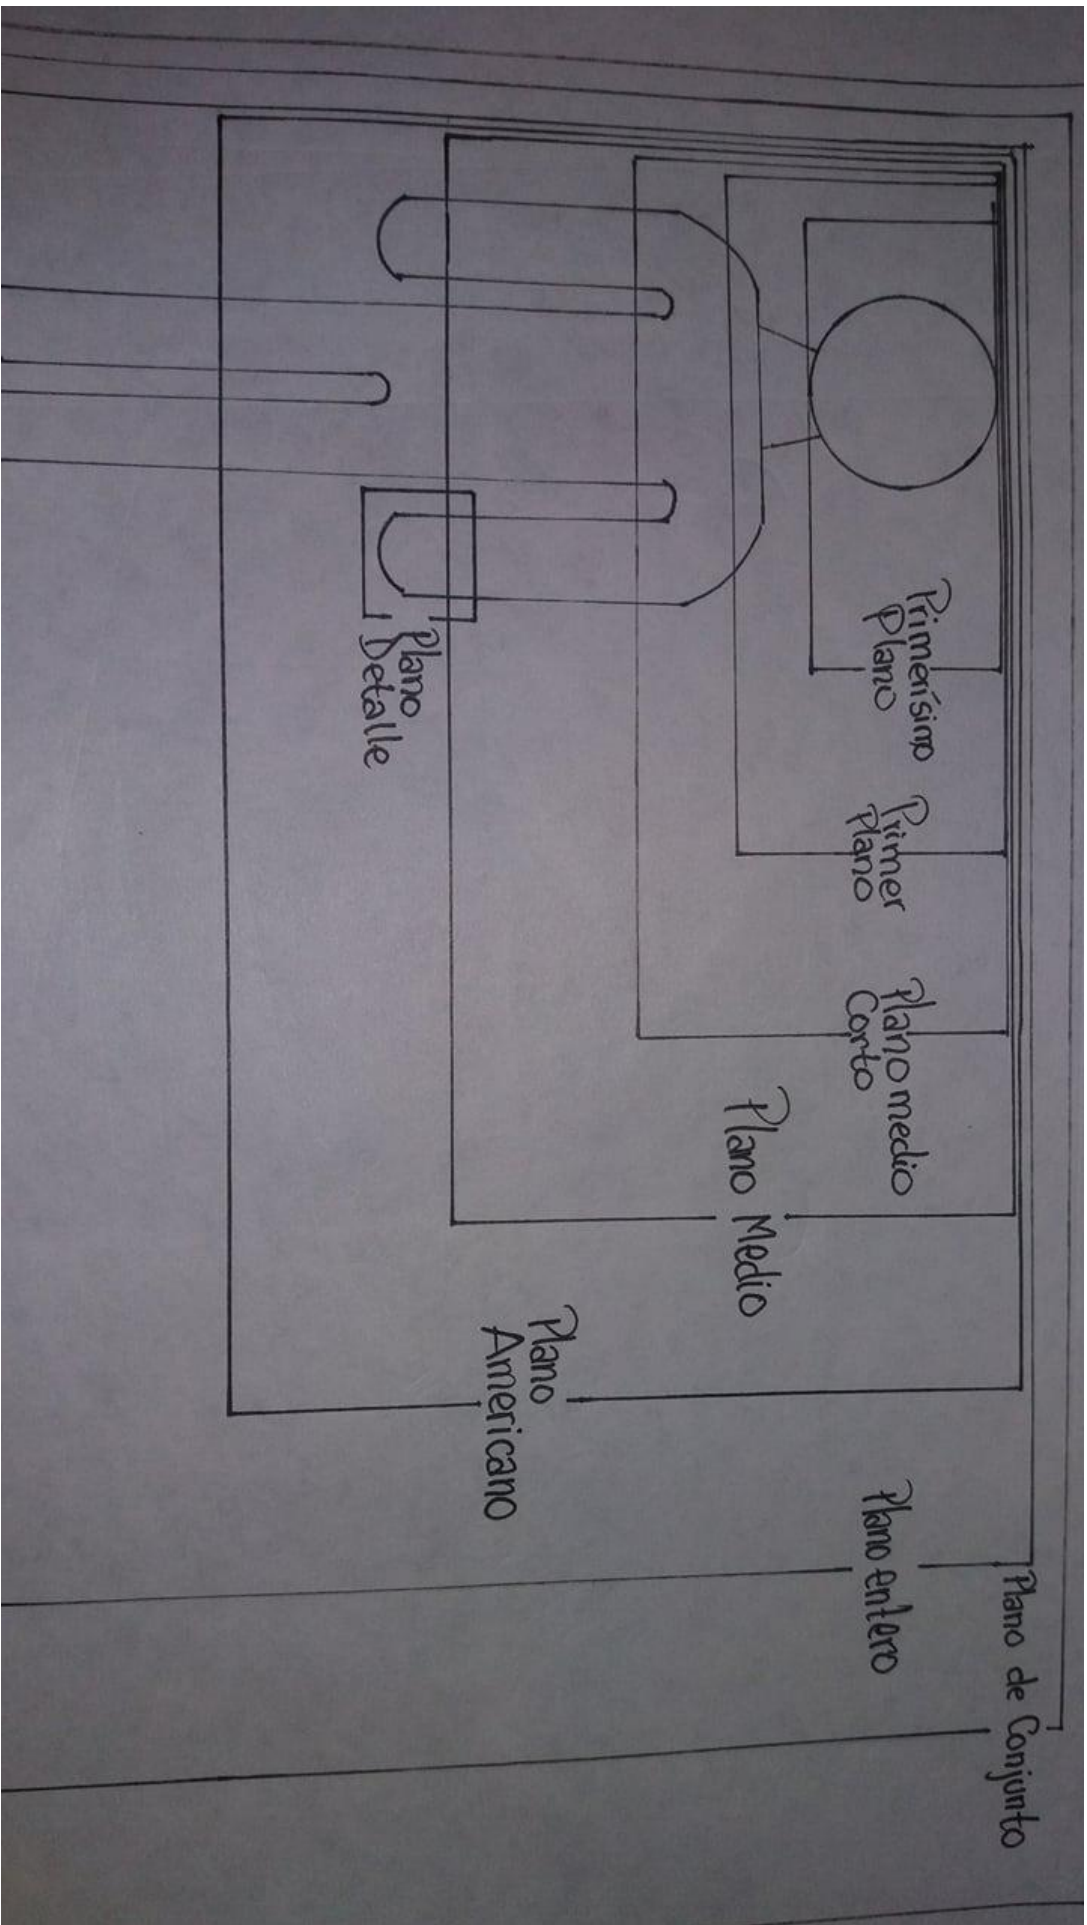 Primerísimo
Plano
Primer
Plano
Plano medio
Corto
Plano Medio
Plano
Americano
Plano entero
Plano de Conjunto
Plano
Detalle